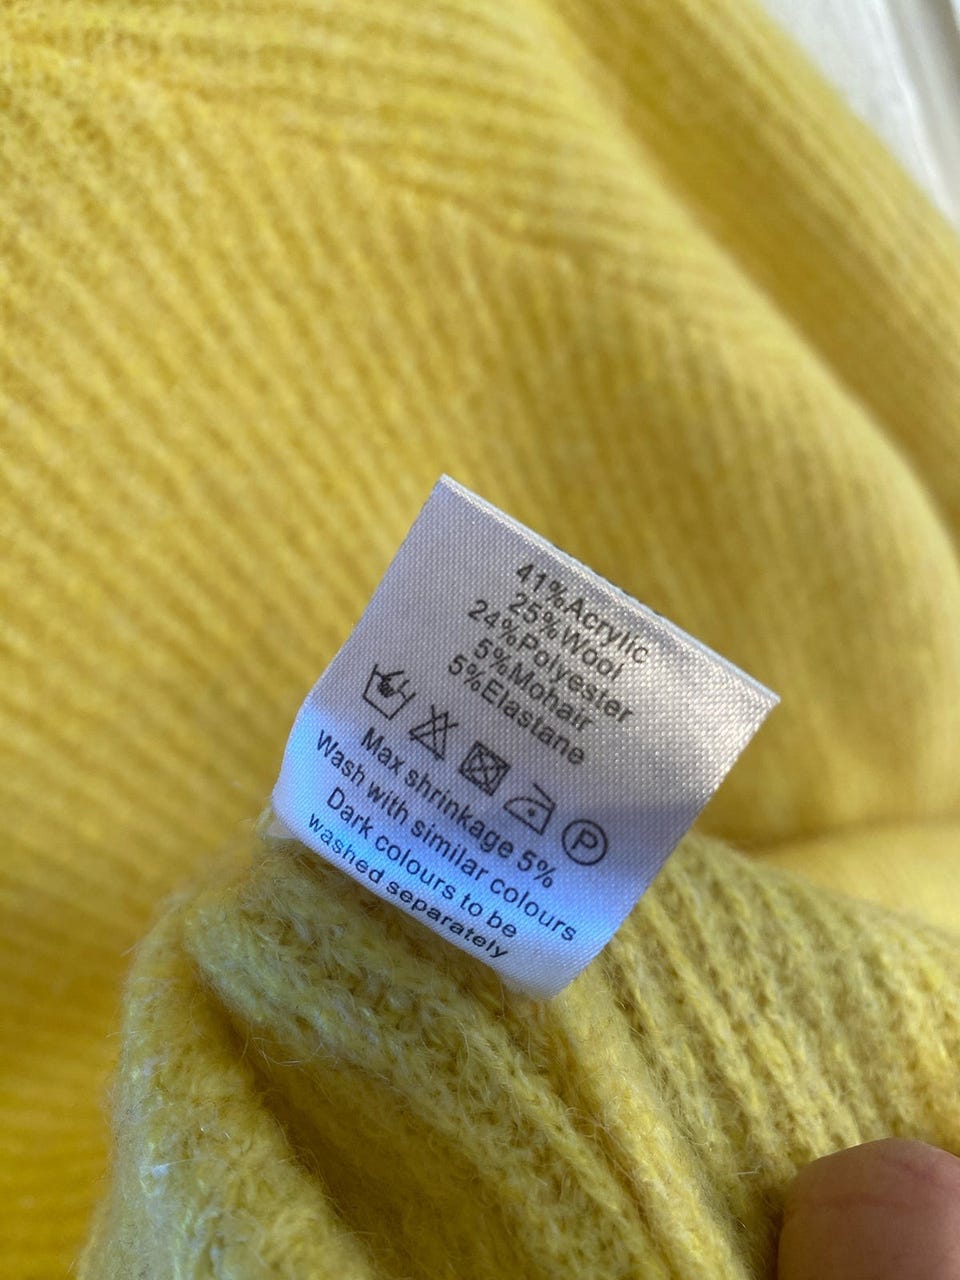 41%Acrylic
25%Wool
24%Polyester
5%Mohair
5%Elastane
P
Max shrinkage 5%
Wash with similar colours
Dark colours to be
washed separately